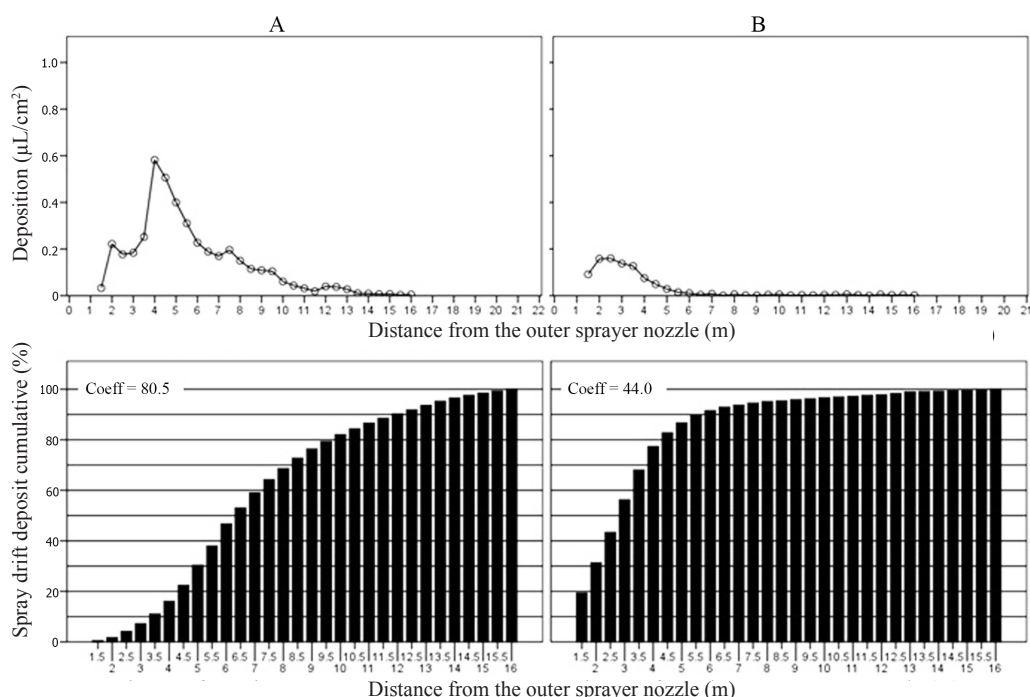 A B
Deposition (μL/cm²)
1.0
0.8
0.6
0.4
0.2
0
0 1 2 3 4 5 6 7 8 9 10 11 12 13 14 15 16 17 18 19 20 21 22
0 1 2 3 4 5 6 7 8 9 10 11 12 13 14 15 16 17 18 19 20 21
Distance from the outer sprayer nozzle (m)
Spray drift deposit cumulative (%)
Coeff = 80.5
Coeff = 44.0
100
80
60
40
20
0
1.5 2.5 3.5 4.5 5.5 6.5 7.5 8.5 9.5 10.5 11.5 12.5 13.5 14.5 15.5
2 3 4 5 6 7 8 9 10 11 12 13 14 15 16
1.5 2.5 3.5 4.5 5.5 6.5 7.5 8.5 9.5 10.5 11.5 12.5 13.5 14.5 15.5
2 3 4 5 6 7 8 9 10 11 12 13 14 15 16
Distance from the outer sprayer nozzle (m)